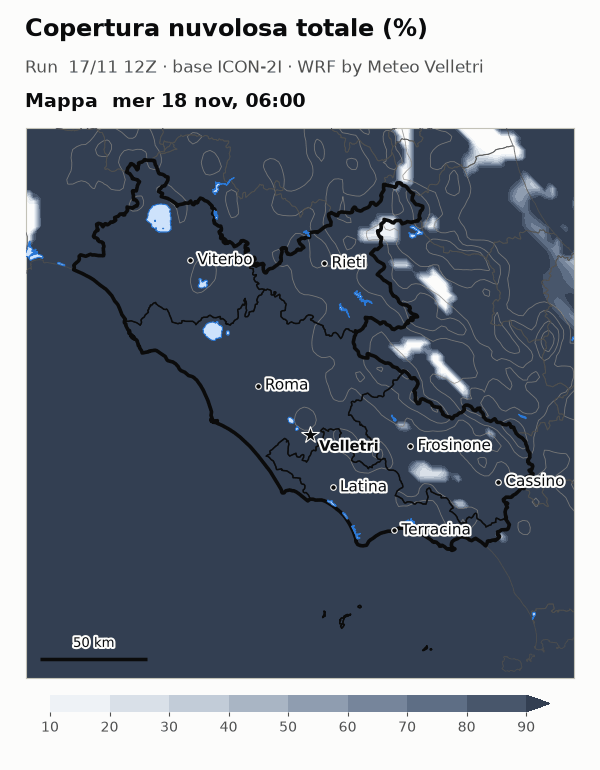 Copertura nuvolosa totale (%)
Run  17/11 12Z · base ICON-2I · WRF by Meteo Velletri
Mappa  mer 18 nov, 06:00
Viterbo
Rieti
Roma
Velletri
Frosinone
Latina
Cassino
Terracina
50 km
10 20 30 40 50 60 70 80 90